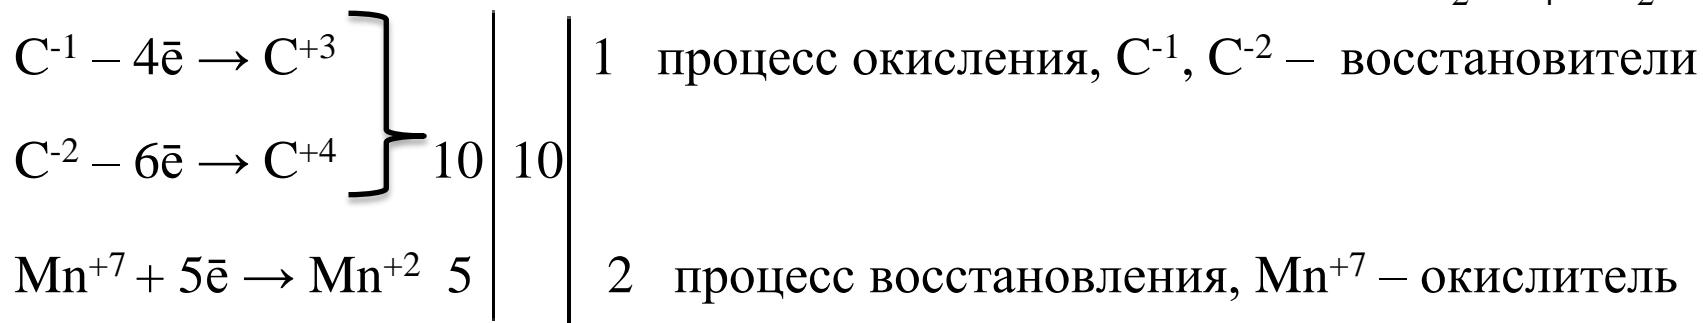 C⁻¹ – 4ē → C⁺³ 1 процесс окисления, C⁻¹, C⁻² – восстановители
C⁻² – 6ē → C⁺⁴ 10 10
Mn⁺⁷ + 5ē → Mn⁺² 5 2 процесс восстановления, Mn⁺⁷ – окислитель